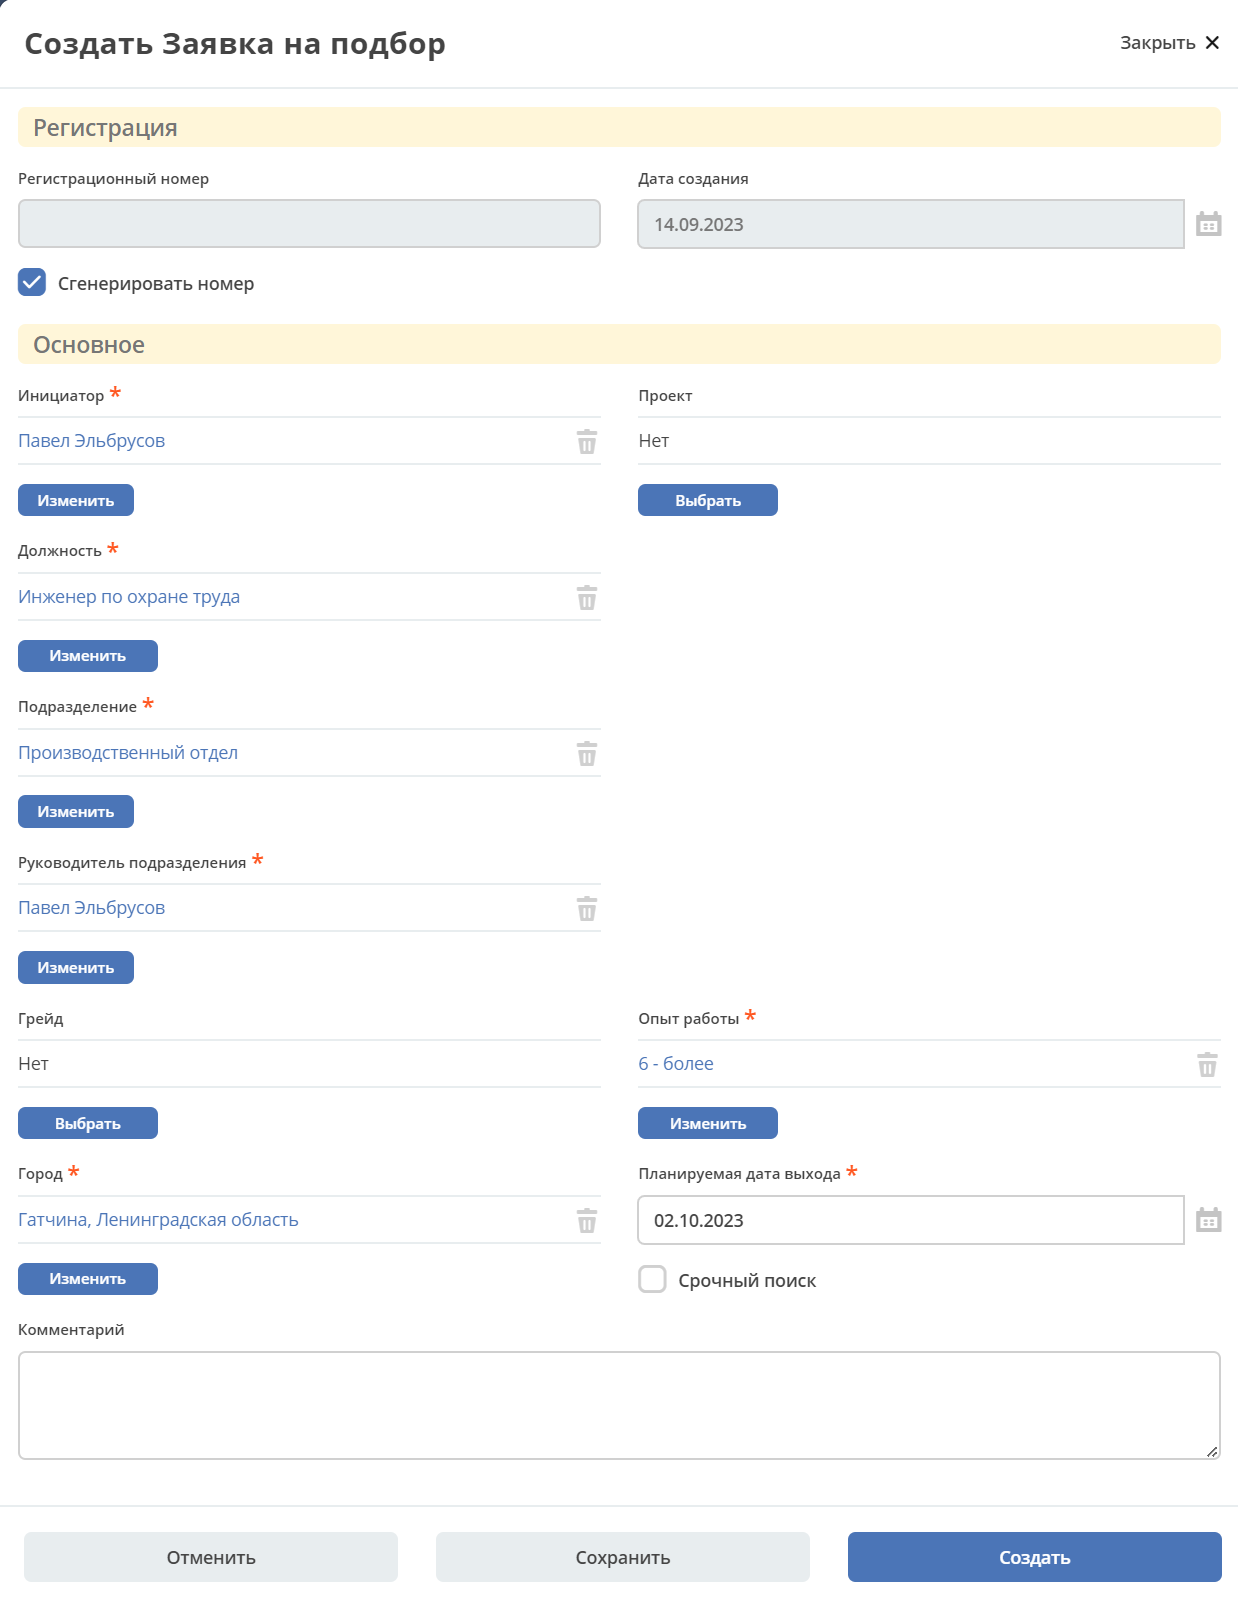 Создать Заявка на подбор
Закрыть
Регистрация
Регистрационный номер
Дата создания
14.09.2023
Сгенерировать номер
Основное
Инициатор *
Проект
Павел Эльбрусов
Нет
Изменить
Выбрать
Должность *
Инженер по охране труда
Изменить
Подразделение *
Производственный отдел
Изменить
Руководитель подразделения *
Павел Эльбрусов
Изменить
Грейд
Опыт работы *
Нет
6 - более
Выбрать
Изменить
Город *
Планируемая дата выхода *
Гатчина, Ленинградская область
02.10.2023
Изменить
Срочный поиск
Комментарий
Отменить
Сохранить
Создать